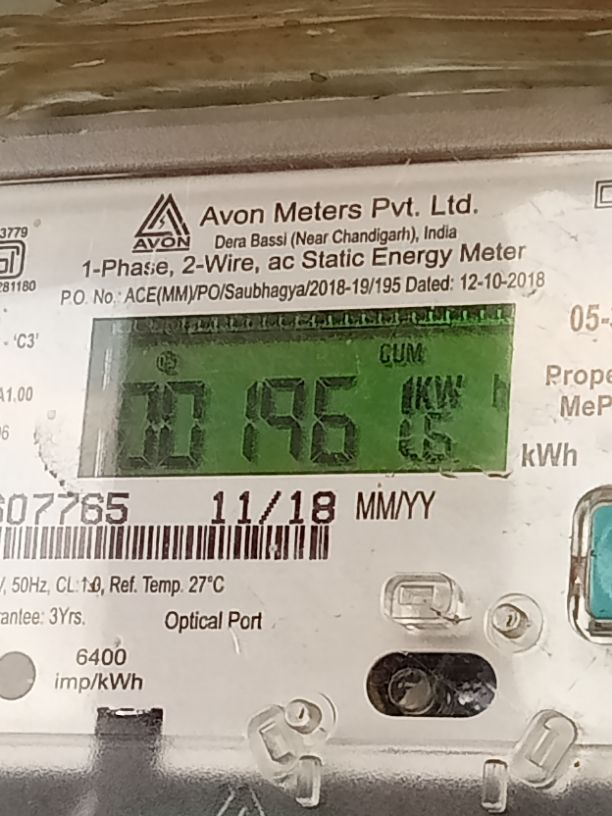 3779
281180
AVON
Avon Meters Pvt. Ltd.
Dera Bassi (Near Chandigarh), India
1-Phase, 2-Wire, ac Static Energy Meter
P.O. No.: ACE(MM)/PO/Saubhagya/2018-19/195 Dated: 12-10-2018
- 'C3'
A1.00
05-
Prope
MeP
CUM
KW h
kWh
07765 11/18 MM/YY
, 50Hz, CL:1.0, Ref. Temp. 27°C
antee: 3Yrs.
Optical Port
6400
imp/kWh